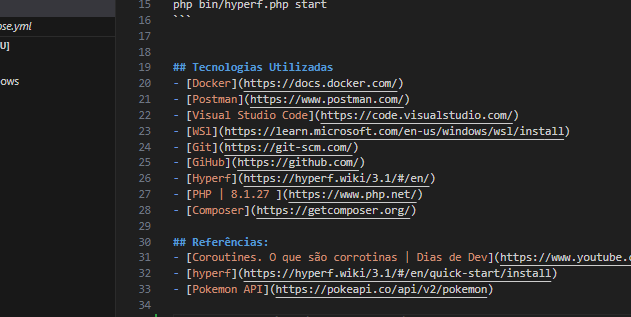 15 php bin/hyperf.php start
ose.yml
16 ```
17
U]
18
19 ## Tecnologias Utilizadas
ows
20 - [Docker](https://docs.docker.com/)
21 - [Postman](https://www.postman.com/)
22 - [Visual Studio Code](https://code.visualstudio.com/)
23 - [WSl](https://learn.microsoft.com/en-us/windows/wsl/install)
24 - [Git](https://git-scm.com/)
25 - [GiHub](https://github.com/)
26 - [Hyperf](https://hyperf.wiki/3.1/#/en/)
27 - [PHP | 8.1.27 ](https://www.php.net/)
28 - [Composer](https://getcomposer.org/)
29
30 ## Referências:
31 - [Coroutines. O que são corrotinas | Dias de Dev](https://www.youtube.c
32 - [hyperf](https://hyperf.wiki/3.1/#/en/quick-start/install)
33 - [Pokemon API](https://pokeapi.co/api/v2/pokemon)
34